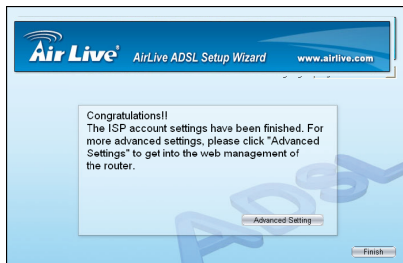 Air Live®
AirLive ADSL Setup Wizard
www.airlive.com
Congratulations!!
The ISP account settings have been finished. For
more advanced settings, please click "Advanced
Settings" to get into the web management of
the router.
ADSL
Advanced Setting
Finish